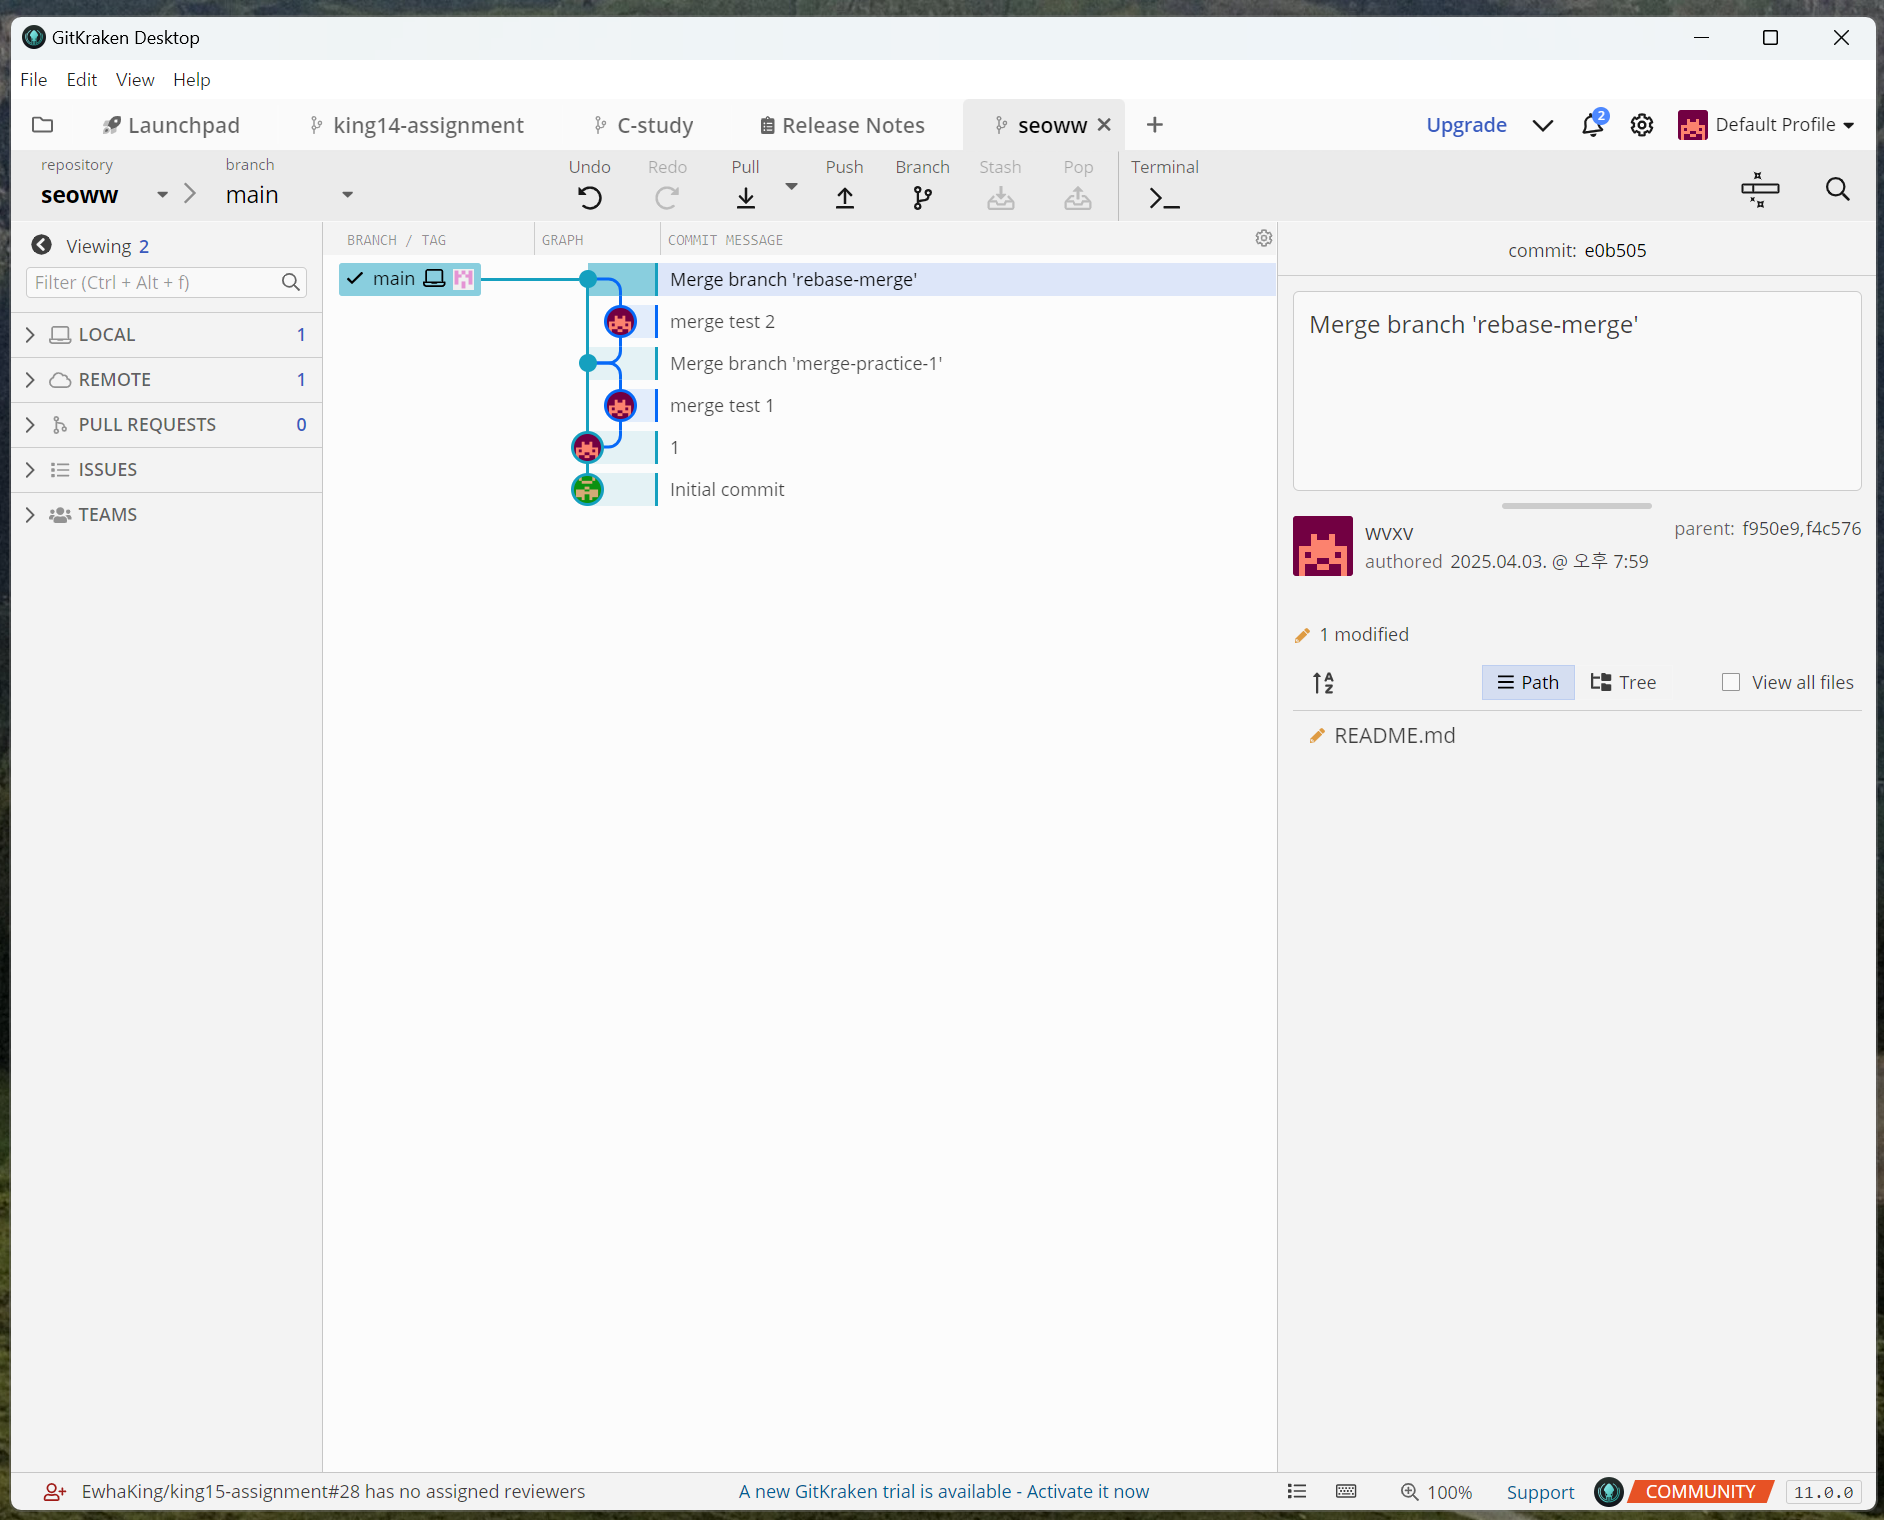 GitKraken Desktop
File Edit View Help
Launchpad king14-assignment C-study Release Notes seoww Upgrade 2 Default Profile
repository branch Undo Redo Pull Push Branch Stash Pop Terminal
seoww main
Viewing 2
Filter (Ctrl + Alt + f)
LOCAL 1
REMOTE 1
PULL REQUESTS 0
ISSUES
TEAMS
BRANCH / TAG GRAPH COMMIT MESSAGE
main Merge branch 'rebase-merge'
merge test 2
Merge branch 'merge-practice-1'
merge test 1
1
Initial commit
commit: e0b505
Merge branch 'rebase-merge'
wvxv parent: f950e9,f4c576
authored 2025.04.03. @ 오후 7:59
1 modified
Path Tree View all files
README.md
EwhaKing/king15-assignment#28 has no assigned reviewers A new GitKraken trial is available - Activate it now 100% Support COMMUNITY 11.0.0